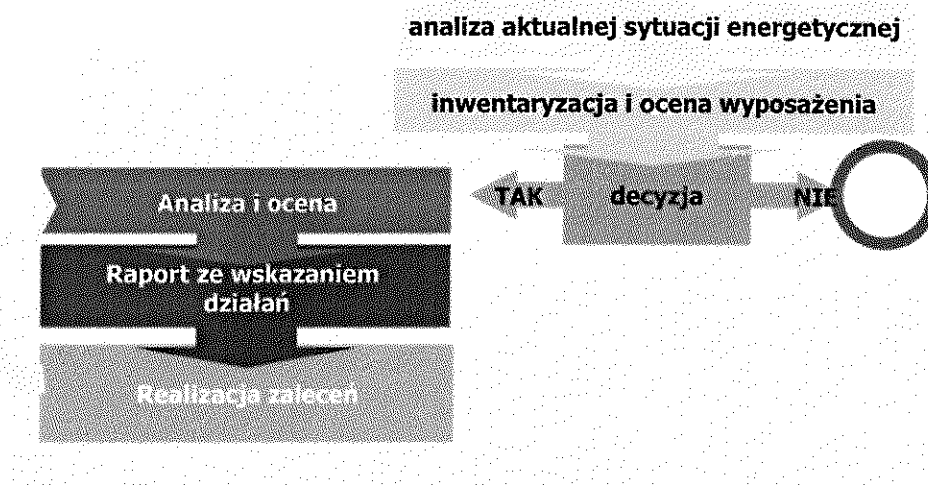 analiza aktualnej sytuacji energetycznej
inwentaryzacja i ocena wyposażenia
TAK
decyzja
NIE
Analiza i ocena
Raport ze wskazaniem
działań
Realizacja zaleceń